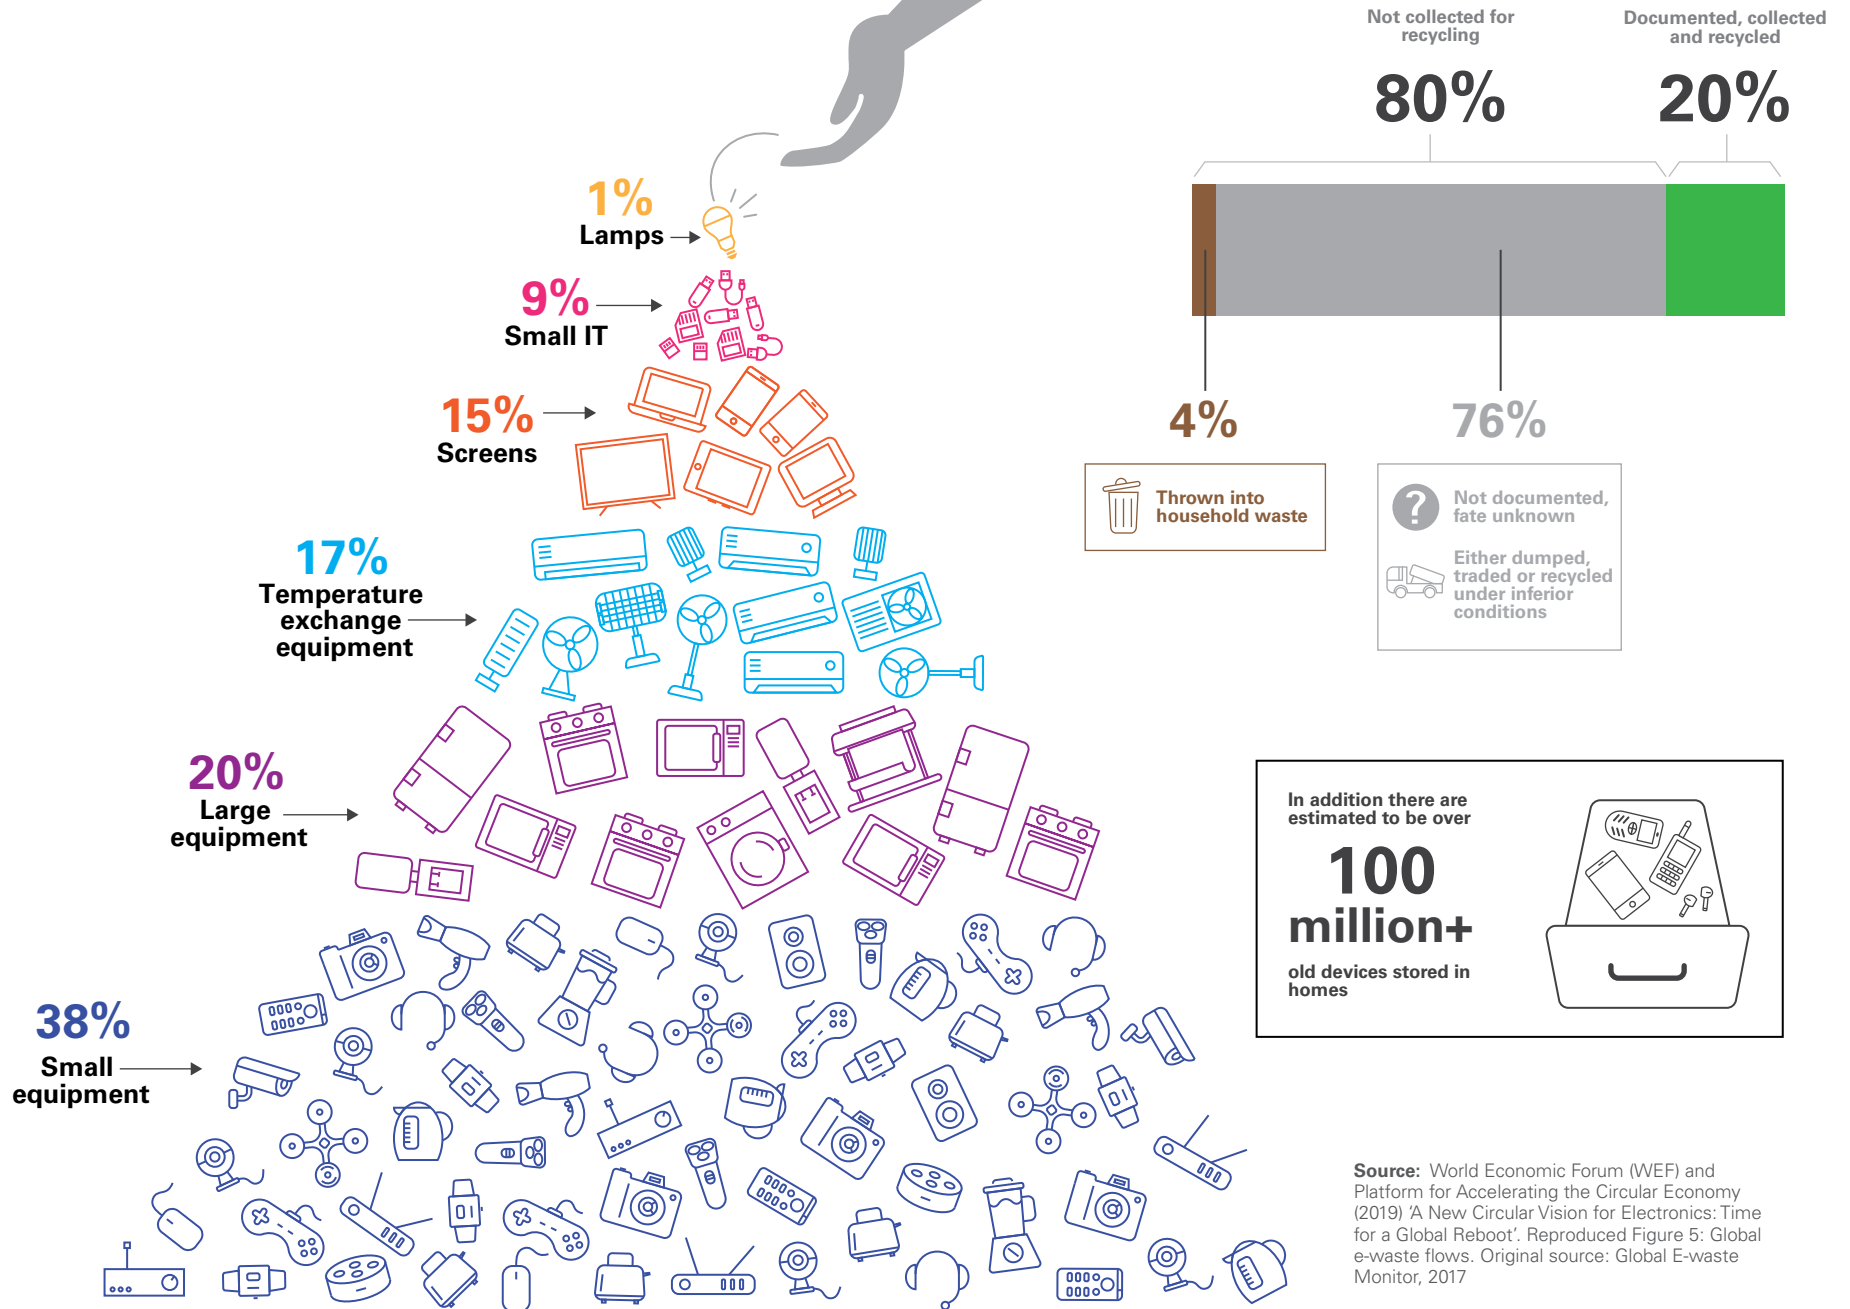 1%
Lamps
9%
Small IT
15%
Screens
17%
Temperature
exchange
equipment
20%
Large
equipment
38%
Small
equipment
Not collected for
recycling
80%
Documented, collected
and recycled
20%
4%
Thrown into
household waste
76%
?
Not documented,
fate unknown
Either dumped,
traded or recycled
under inferior
conditions
In addition there are
estimated to be over
100
million+
old devices stored in
homes
Source: World Economic Forum (WEF) and
Platform for Accelerating the Circular Economy
(2019) ‘A New Circular Vision for Electronics: Time
for a Global Reboot’. Reproduced Figure 5: Global
e-waste flows. Original source: Global E-waste
Monitor, 2017